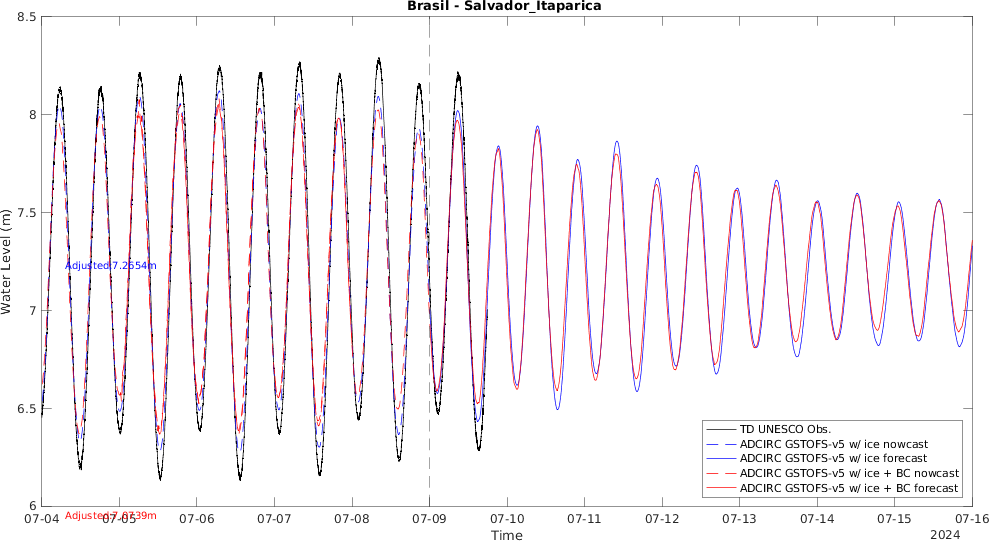 Brasil - Salvador_Itaparica
8.5
8
7.5
7
6.5
6
Water Level (m)
Adjusted:7.2654m
TD UNESCO Obs.
ADCIRC GSTOFS-v5 w/ ice nowcast
ADCIRC GSTOFS-v5 w/ ice forecast
ADCIRC GSTOFS-v5 w/ ice + BC nowcast
ADCIRC GSTOFS-v5 w/ ice + BC forecast
07-04 07-05 07-06 07-07 07-08 07-09 07-10 07-11 07-12 07-13 07-14 07-15 07-16
Time
2024